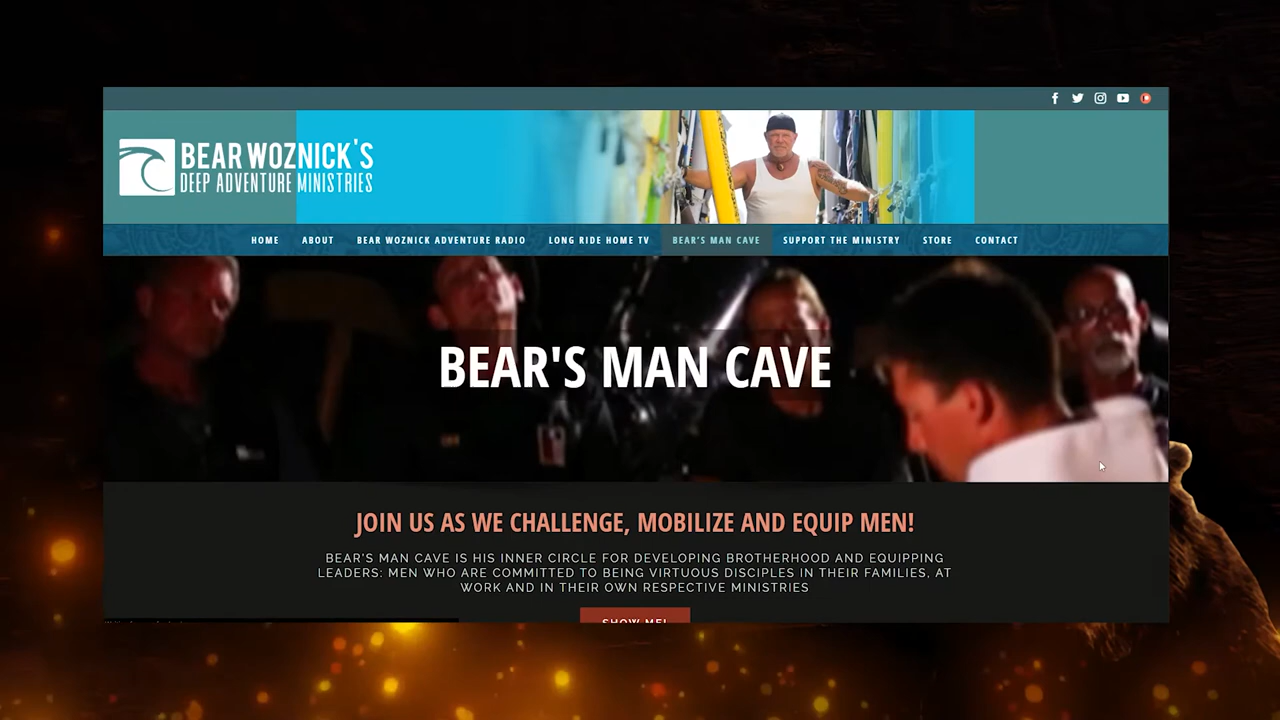 BEAR WOZNICK'S
DEEP ADVENTURE MINISTRIES
HOME ABOUT BEAR WOZNICK ADVENTURE RADIO LONG RIDE HOME TV BEAR'S MAN CAVE SUPPORT THE MINISTRY STORE CONTACT
BEAR'S MAN CAVE
JOIN US AS WE CHALLENGE, MOBILIZE AND EQUIP MEN!
BEAR'S MAN CAVE IS HIS INNER CIRCLE FOR DEVELOPING BROTHERHOOD AND EQUIPPING
LEADERS: MEN WHO ARE COMMITTED TO BEING VIRTUOUS DISCIPLES IN THEIR FAMILIES, AT
WORK AND IN THEIR OWN RESPECTIVE MINISTRIES
SHOW ME!